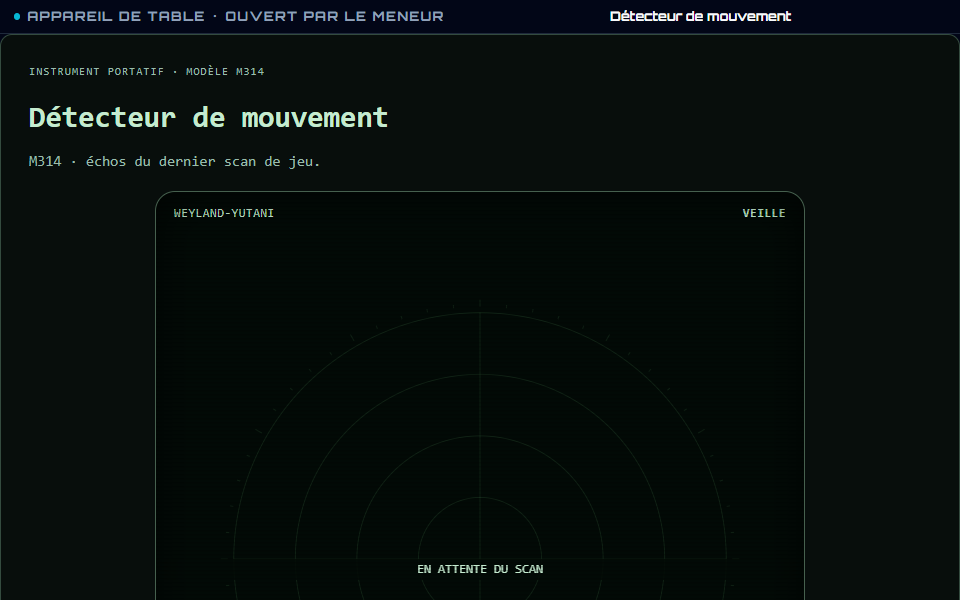 APPAREIL DE TABLE · OUVERT PAR LE MENEUR
Détecteur de mouvement
INSTRUMENT PORTATIF · MODÈLE M314
Détecteur de mouvement
M314 · échos du dernier scan de jeu.
WEYLAND-YUTANI
VEILLE
EN ATTENTE DU SCAN